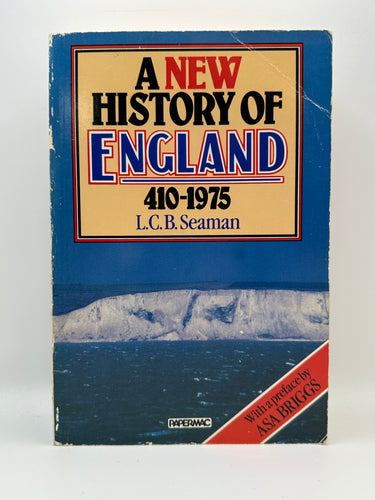 A NEW
HISTORY OF
ENGLAND
410-1975
L.C.B. Seaman
With a preface by
ASA BRIGGS
PAPERMAC